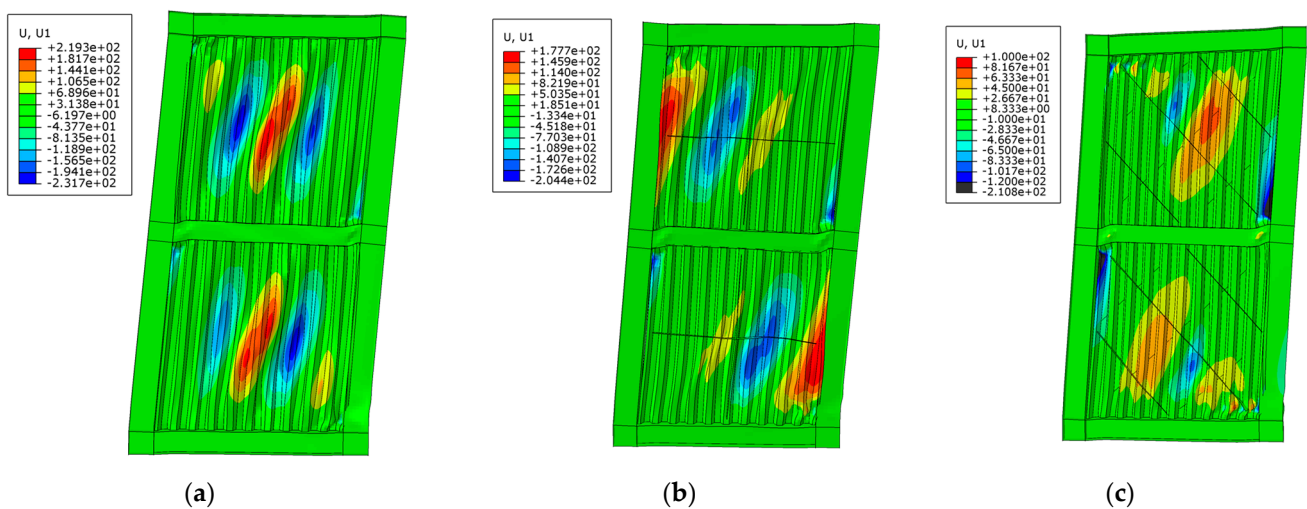 U, U1
+2.193e+02
+1.817e+02
+1.441e+02
+1.065e+02
+6.896e+01
+3.138e+01
-6.197e+00
-4.377e+01
-8.135e+01
-1.189e+02
-1.565e+02
-1.941e+02
-2.317e+02
(a)
U, U1
+1.777e+02
+1.459e+02
+1.140e+02
+8.219e+01
+5.035e+01
+1.851e+01
-1.334e+01
-4.518e+01
-7.703e+01
-1.089e+02
-1.407e+02
-1.726e+02
-2.044e+02
(b)
U, U1
+1.000e+02
+8.167e+01
+6.333e+01
+4.500e+01
+2.667e+01
+8.333e+00
-1.000e+01
-2.833e+01
-4.667e+01
-6.500e+01
-8.333e+01
-1.017e+02
-1.200e+02
-2.108e+02
(c)